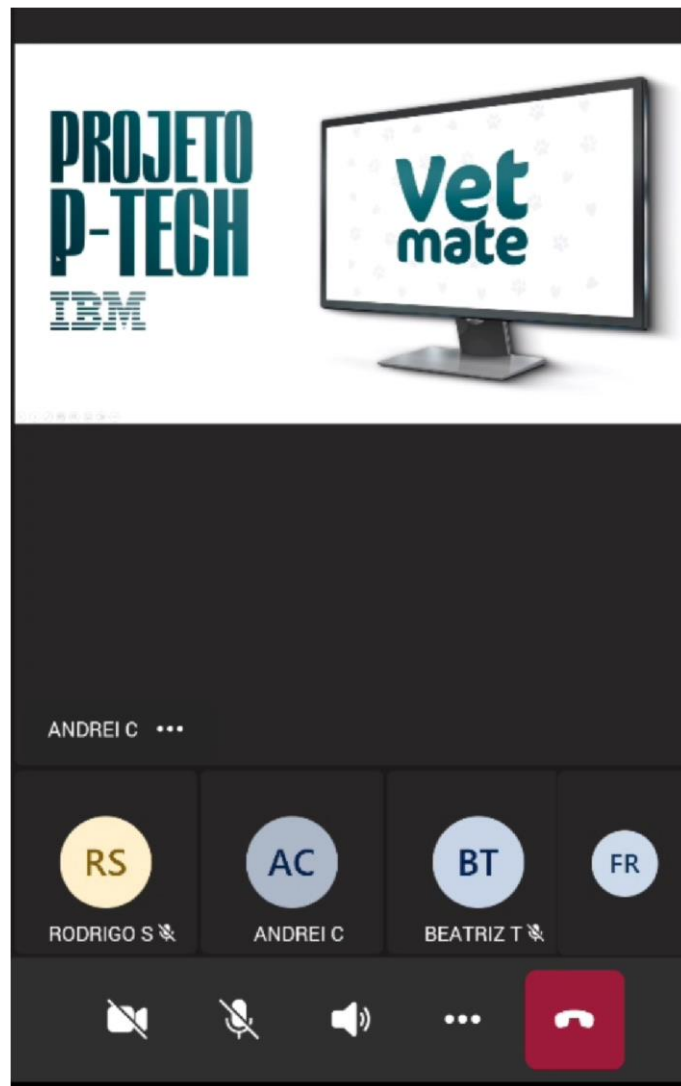 PROJETO
P-TECH
IBM
Vet
mate
ANDREI C
RS
AC
BT
FR
RODRIGO S
ANDREI C
BEATRIZ T